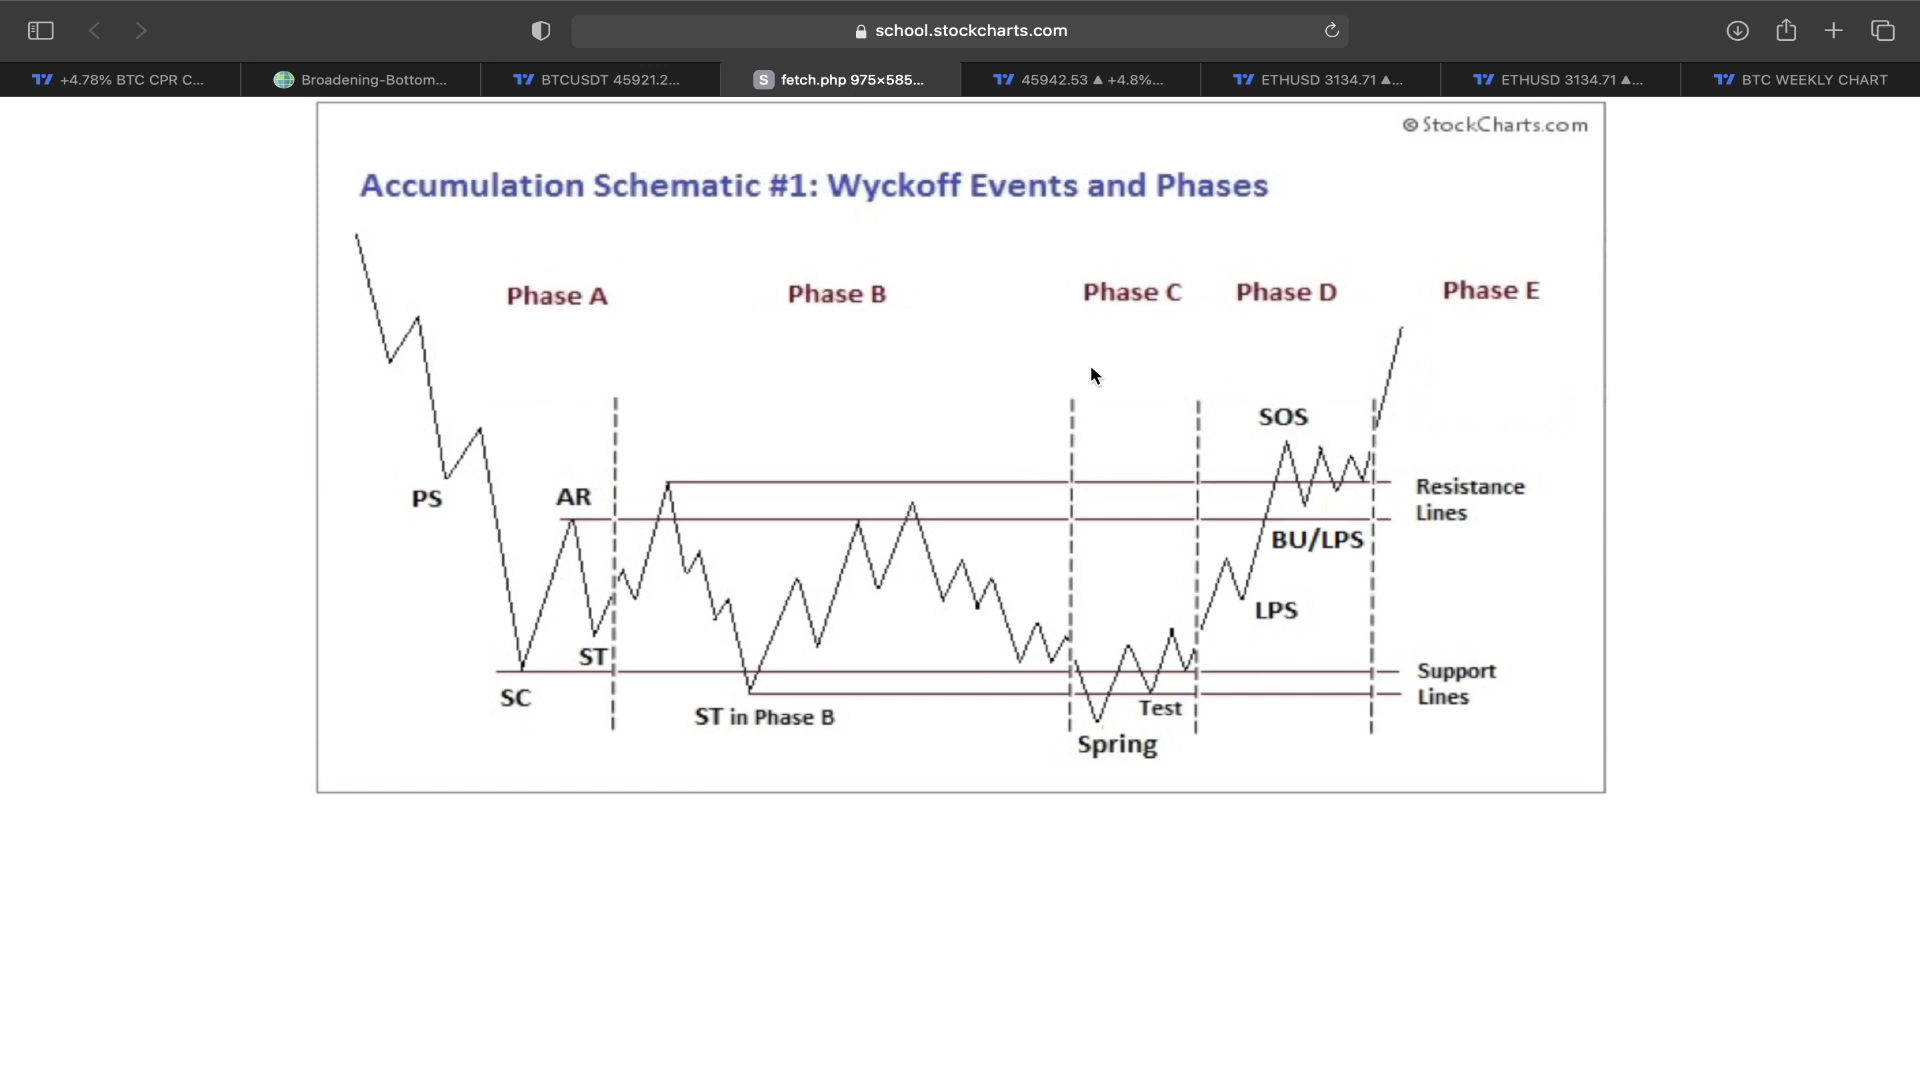 school.stockcharts.com
+4.78% BTC CPR C...
Broadening-Bottom...
BTCUSDT 45921.2...
S
fetch.php 975×585...
45942.53 ▲ +4.8%...
ETHUSD 3134.71 ▲...
ETHUSD 3134.71 ▲...
BTC WEEKLY CHART
©StockCharts.com
Accumulation Schematic #1: Wyckoff Events and Phases
Phase A
Phase B
Phase C
Phase D
Phase E
SOS
PS
AR
Resistance
Lines
BU/LPS
LPS
ST
SC
Support
Lines
ST in Phase B
Test
Spring